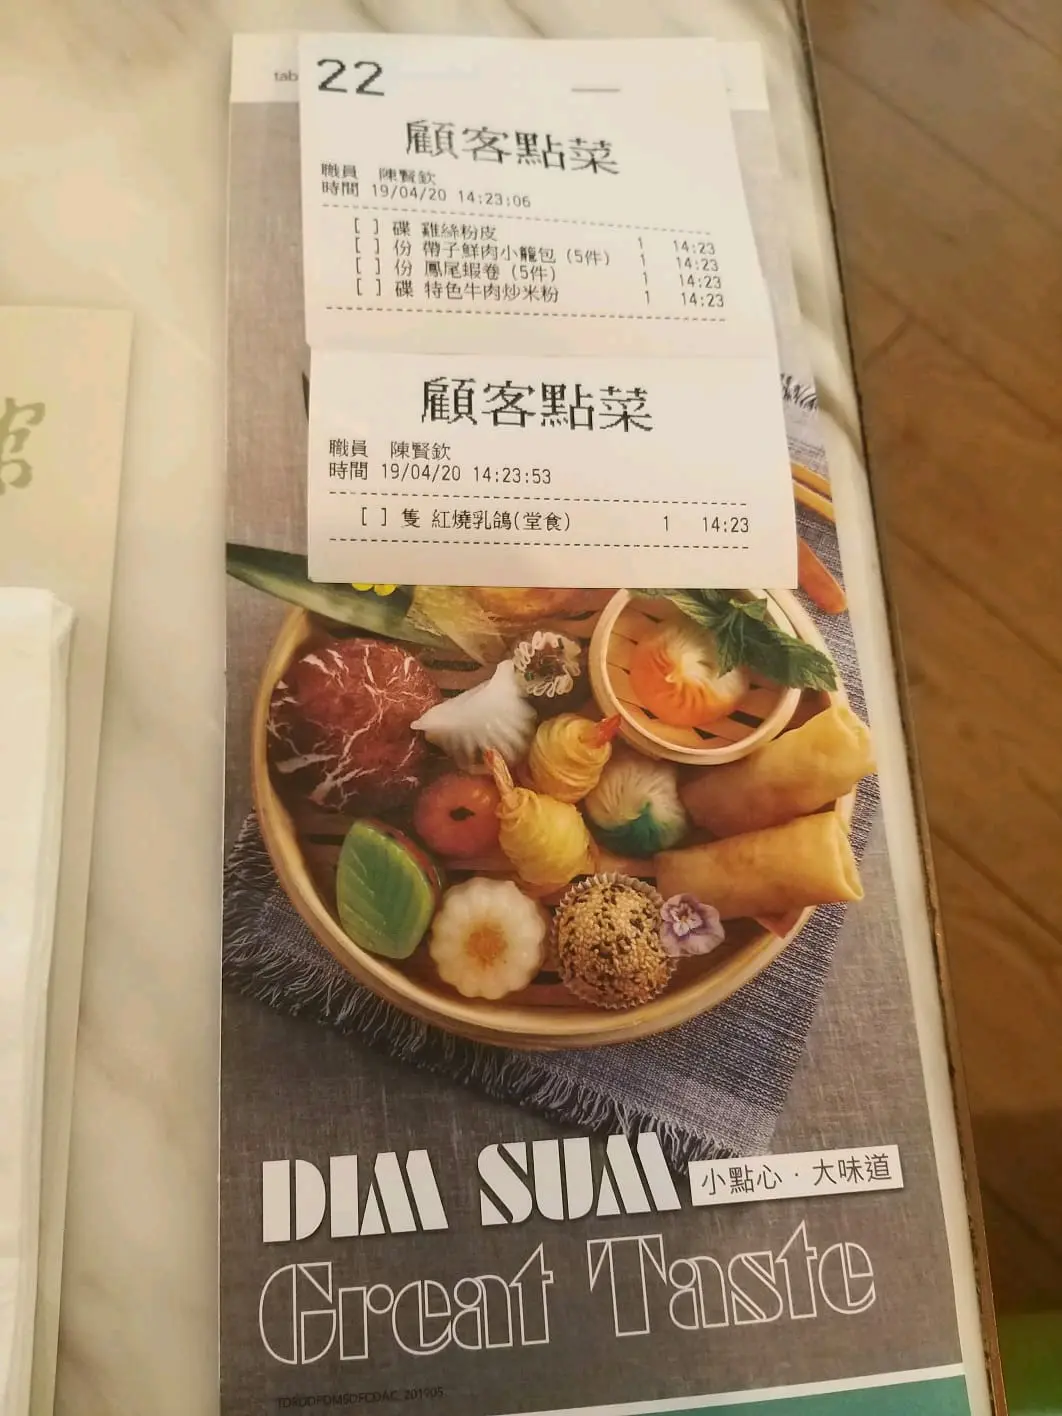 tab
22
顧客點菜
職員 陳賢欽
時間 19/04/20 14:23:06
[ ] 碟 雞絲粉皮 1 14:23
[ ] 份 帶子鮮肉小籠包 (5件) 1 14:23
[ ] 份 鳳尾蝦卷 (5件) 1 14:23
[ ] 碟 特色牛肉炒米粉 1 14:23
顧客點菜
職員 陳賢欽
時間 19/04/20 14:23:53
[ ] 隻 紅燒乳鴿(堂食) 1 14:23
DIM SUM
小點心 · 大味道
Great Taste